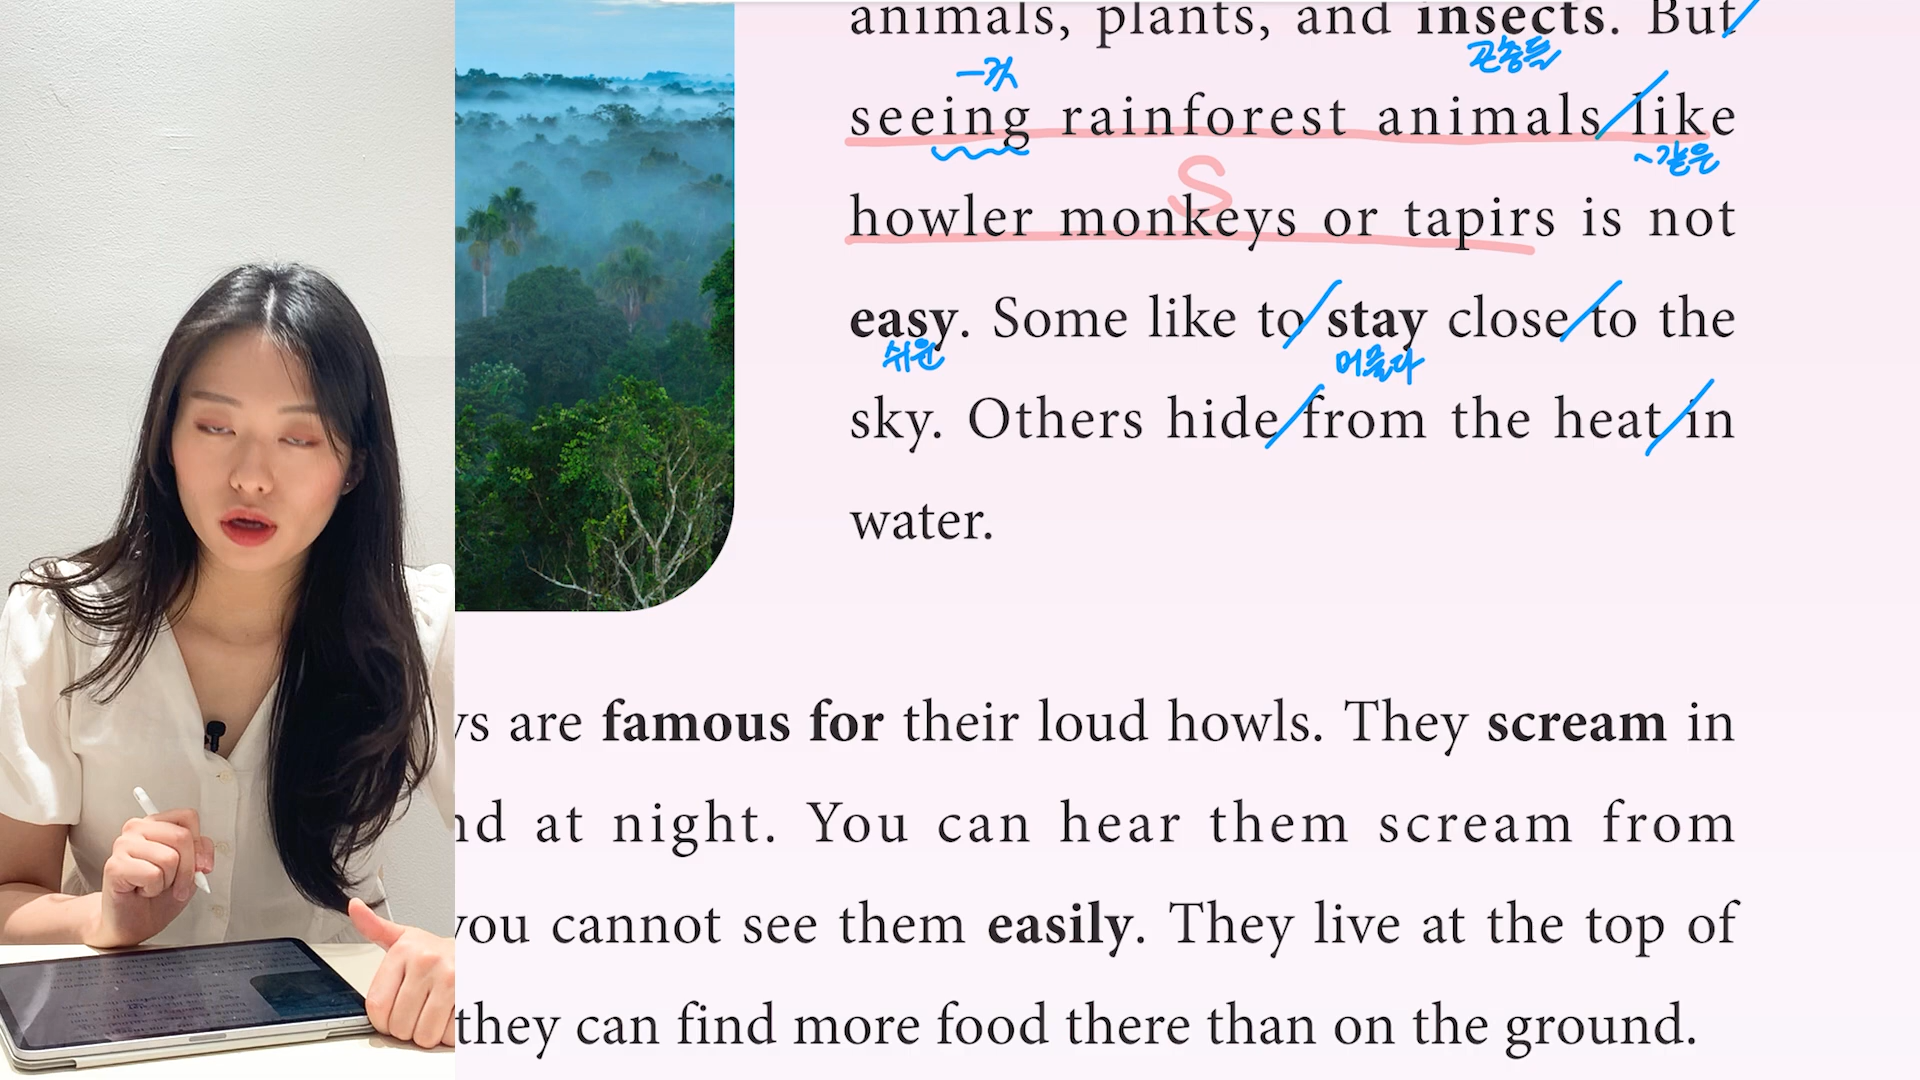 animals, plants, and insects. But
곤충들
-것
seeing rainforest animals like
~같은
S
howler monkeys or tapirs is not
easy. Some like to stay close to the
쉬운 머물다
sky. Others hide from the heat in
water.
ys are famous for their loud howls. They scream in
nd at night. You can hear them scream from
you cannot see them easily. They live at the top of
they can find more food there than on the ground.